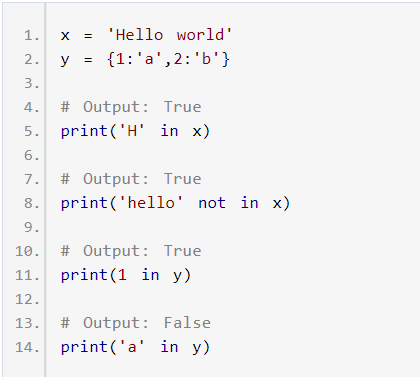 1. x = 'Hello world'
2. y = {1:'a',2:'b'}
3.
4. # Output: True
5. print('H' in x)
6.
7. # Output: True
8. print('hello' not in x)
9.
10. # Output: True
11. print(1 in y)
12.
13. # Output: False
14. print('a' in y)